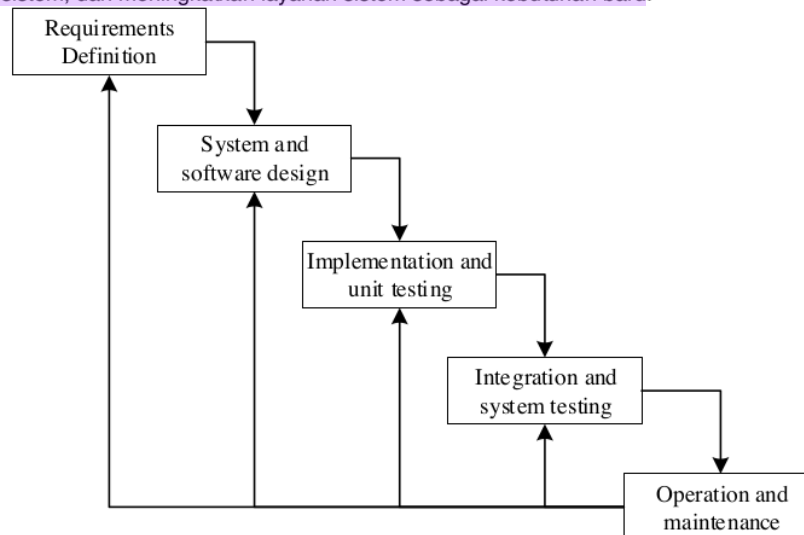 sistem, dan meningkatkan layanan sistem sebagai kebutuhan baru.
Requirements
Definition
System and
software design
Implementation and
unit testing
Integration and
system testing
Operation and
maintenance